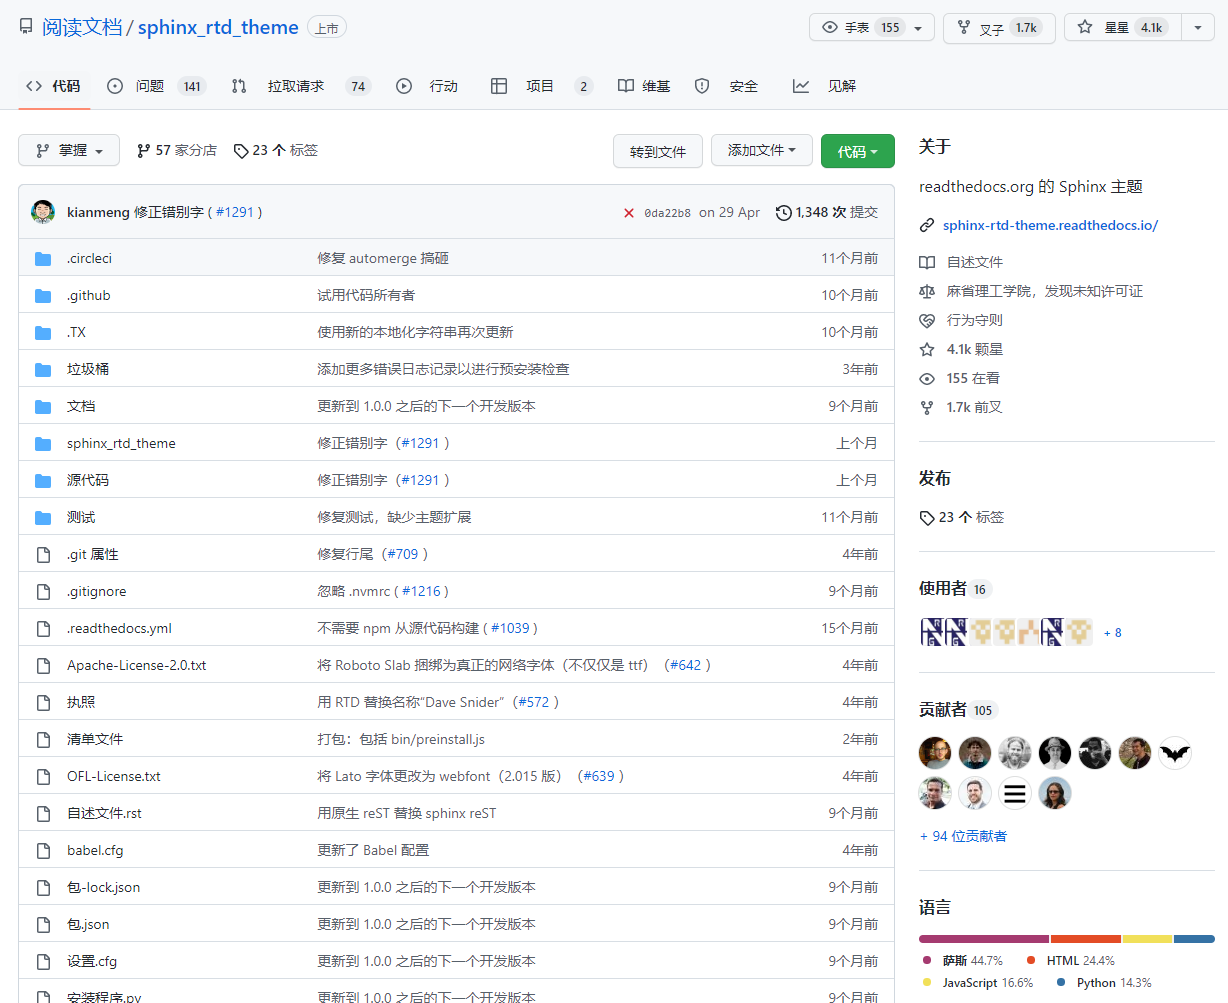 阅读文档 / sphinx_rtd_theme 上市
手表 155
叉子 1.7k
星星 4.1k
代码
问题 141
拉取请求 74
行动
项目 2
维基
安全
见解
掌握
57 家分店
23 个 标签
转到文件
添加文件
代码
kianmeng 修正错别字 ( #1291 )
0da22b8 on 29 Apr
1,348 次 提交
.circleci 修复 automerge 搞砸 11个月前
.github 试用代码所有者 10个月前
.TX 使用新的本地化字符串再次更新 10个月前
垃圾桶 添加更多错误日志记录以进行预安装检查 3年前
文档 更新到 1.0.0 之后的下一个开发版本 9个月前
sphinx_rtd_theme 修正错别字（#1291 ） 上个月
源代码 修正错别字（#1291 ） 上个月
测试 修复测试，缺少主题扩展 11个月前
.git 属性 修复行尾（#709 ） 4年前
.gitignore 忽略 .nvmrc ( #1216 ) 9个月前
.readthedocs.yml 不需要 npm 从源代码构建 ( #1039 ) 15个月前
Apache-License-2.0.txt 将 Roboto Slab 捆绑为真正的网络字体（不仅仅是 ttf）（#642 ） 4年前
执照 用 RTD 替换名称“Dave Snider”（#572 ） 4年前
清单文件 打包：包括 bin/preinstall.js 2年前
OFL-License.txt 将 Lato 字体更改为 webfont（2.015 版）（#639 ） 4年前
自述文件.rst 用原生 reST 替换 sphinx reST 9个月前
babel.cfg 更新了 Babel 配置 4年前
包-lock.json 更新到 1.0.0 之后的下一个开发版本 9个月前
包.json 更新到 1.0.0 之后的下一个开发版本 9个月前
设置.cfg 更新到 1.0.0 之后的下一个开发版本 9个月前
安装程序.py 更新到 1.0.0 之后的下一个开发版本 9个月前
关于
readthedocs.org 的 Sphinx 主题
sphinx-rtd-theme.readthedocs.io/
自述文件
麻省理工学院，发现未知许可证
行为守则
4.1k 颗星
155 在看
1.7k 前叉
发布
23 个 标签
使用者 16
+ 8
贡献者 105
+ 94 位贡献者
语言
萨斯 44.7%
HTML 24.4%
JavaScript 16.6%
Python 14.3%